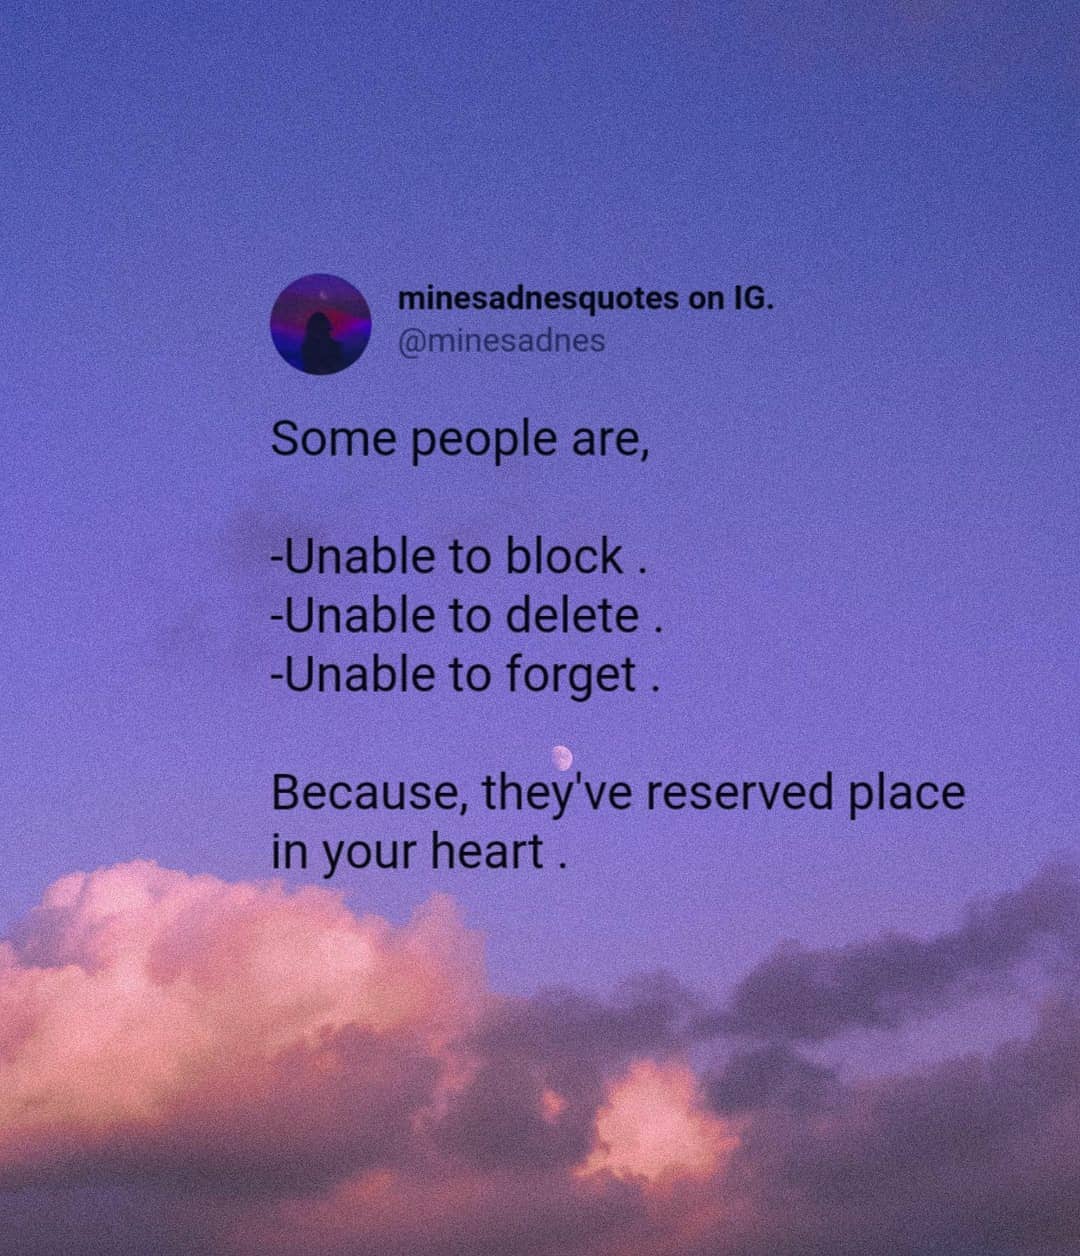 minesadnesquotes on IG.
@minesadnes
Some people are,
-Unable to block .
-Unable to delete .
-Unable to forget .
Because, they've reserved place
in your heart .